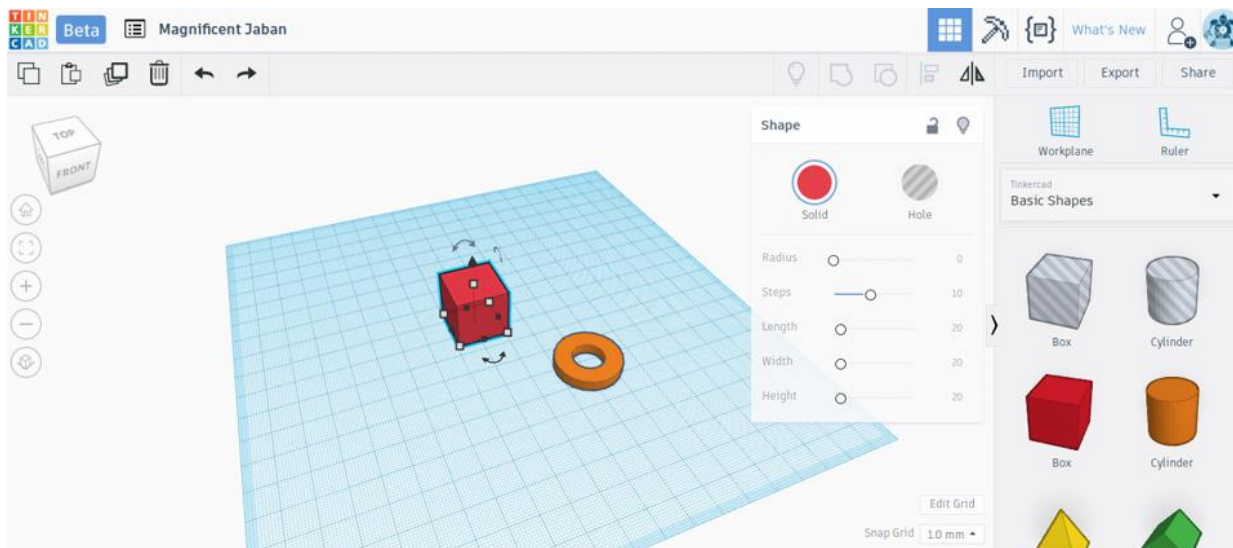 TIN
KER
CAD
Beta
Magnificent Jaban
What's New
Import
Export
Share
TOP
FRONT
Shape
Solid
Hole
Radius 0
Steps 10
Length 20
Width 20
Height 20
Workplane
Ruler
Tinkercad
Basic Shapes
Box
Cylinder
Box
Cylinder
Edit Grid
Snap Grid 1.0 mm